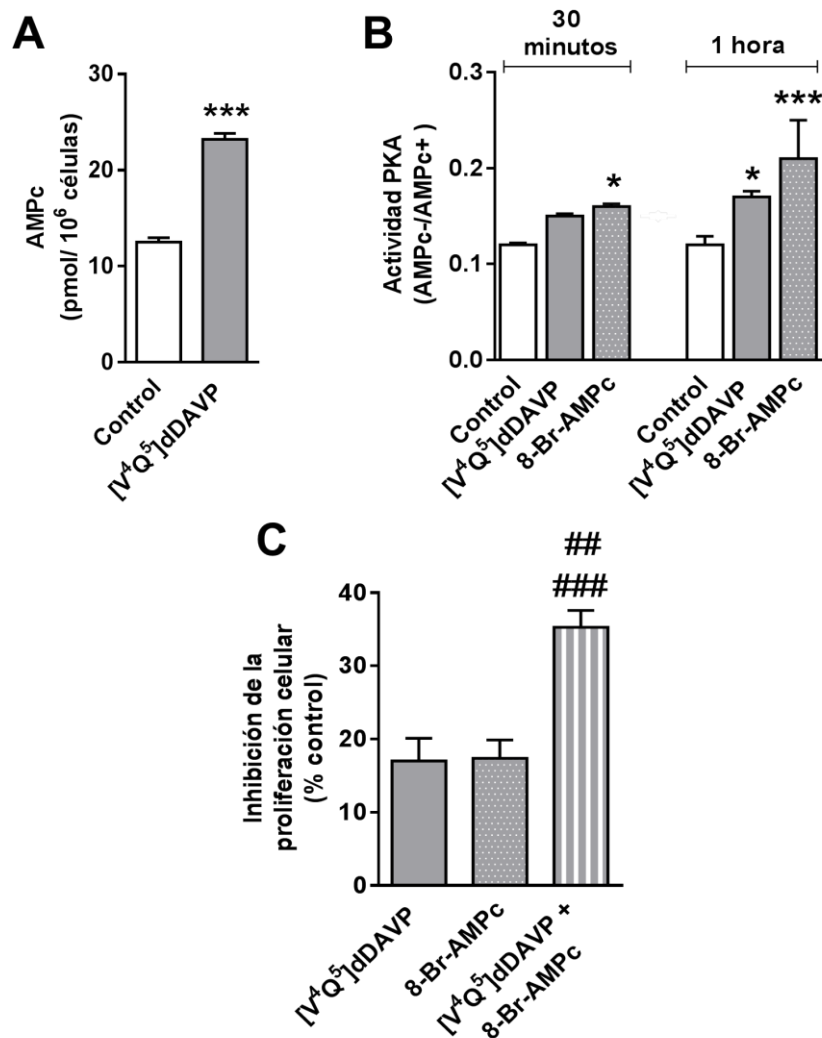 A
AMPc
(pmol/ 10⁶ células)
30
20
10
0
***
Control
[V⁴Q⁵]dDAVP
B
30
minutos
1 hora
Actividad PKA
(AMPc-/AMPc+ )
0.3
0.2
0.1
0.0
*
*
***
Control
[V⁴Q⁵]dDAVP
8-Br-AMPc
Control
[V⁴Q⁵]dDAVP
8-Br-AMPc
C
Inhibición de la
proliferación celular
(% control)
40
30
20
10
0
##
###
[V⁴Q⁵]dDAVP
8-Br-AMPc
[V⁴Q⁵]dDAVP +
8-Br-AMPc